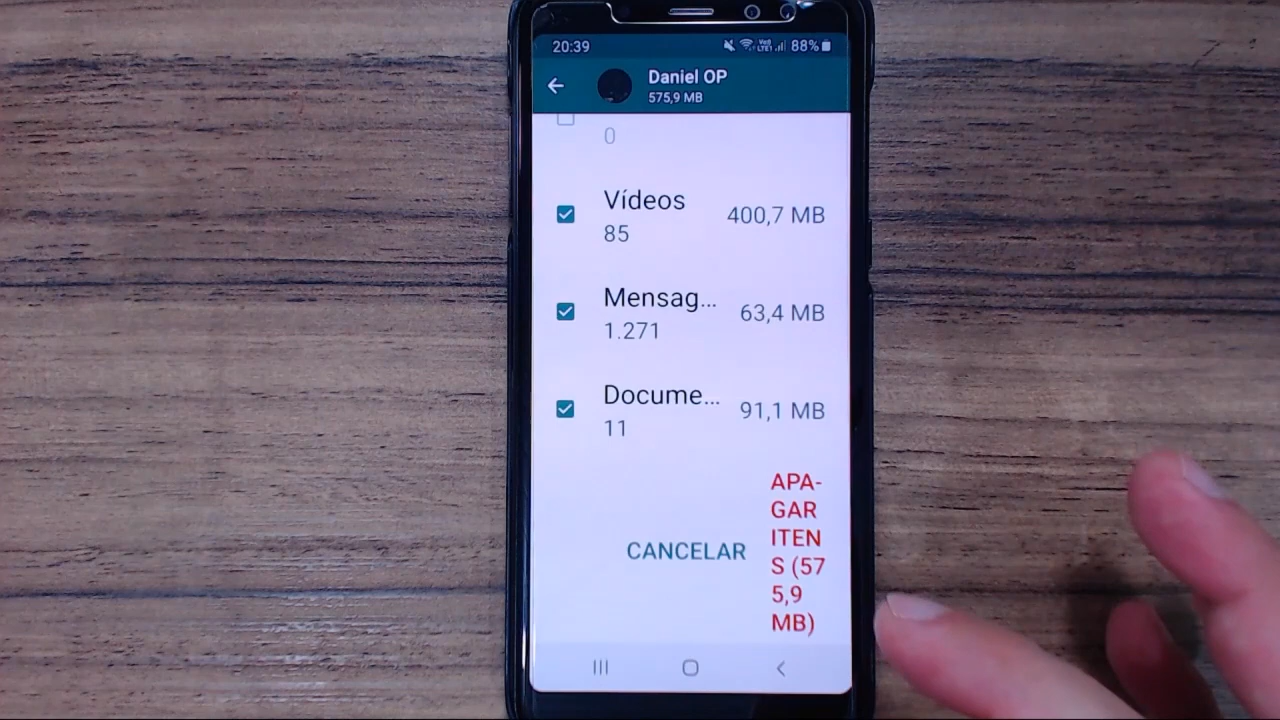 20:39
88%
Daniel OP
575,9 MB
0
Vídeos
400,7 MB
85
Mensag...
63,4 MB
1.271
Docume...
91,1 MB
11
CANCELAR
APA-
GAR
ITEN
S (57
5,9
MB)